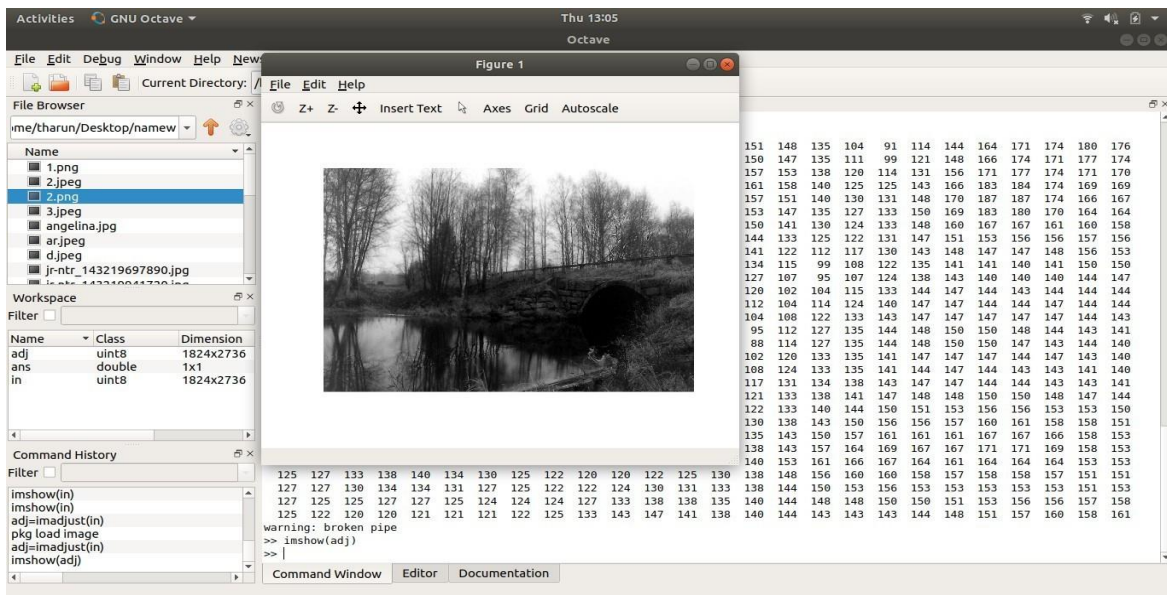 Activities GNU Octave Thu 13:05
Octave
File Edit Debug Window Help News
Current Directory:
File Browser
me/tharun/Desktop/namew
Name
1.png
2.jpeg
2.png
3.jpeg
angelina.jpg
ar.jpeg
d.jpeg
jr-ntr_143219697890.jpg
Workspace
Filter
Name Class Dimension
adj uint8 1824x2736
ans double 1x1
in uint8 1824x2736
Command History
Filter
imshow(in)
imshow(in)
adj=imadjust(in)
pkg load image
adj=imadjust(in)
imshow(adj)
Figure 1
File Edit Help
Z+ Z- Insert Text Axes Grid Autoscale
151 148 135 104 91 114 144 164 171 174 180 176
150 147 135 111 99 121 148 166 174 171 177 174
157 153 138 120 114 131 156 171 177 174 171 170
161 158 140 125 125 143 166 183 184 174 169 169
157 151 140 130 131 148 170 187 187 174 166 167
153 147 135 127 133 150 169 183 180 170 164 164
150 141 130 124 133 148 160 167 167 161 160 158
144 133 125 122 131 147 151 153 156 156 157 156
141 122 112 117 130 143 148 147 147 148 156 153
134 115 99 108 122 135 141 141 140 141 150 150
127 107 95 107 124 138 143 140 140 140 144 147
120 102 104 115 133 144 147 144 143 144 144 144
112 104 114 124 140 147 147 144 144 147 144 144
104 108 122 133 143 147 147 147 147 147 144 143
95 112 127 135 144 148 150 150 148 144 143 141
88 114 127 135 144 148 150 150 147 143 144 140
102 120 133 135 141 147 147 147 144 147 143 140
108 124 133 135 141 144 147 144 143 143 141 140
117 131 134 138 143 147 147 144 144 143 143 141
121 133 138 141 147 148 148 150 150 148 147 144
122 133 140 144 150 151 153 156 156 153 153 150
130 138 143 150 156 156 157 160 161 158 158 151
135 143 150 157 161 161 161 167 167 166 158 153
138 143 157 164 169 167 167 171 171 169 158 153
140 153 161 166 167 164 161 164 164 164 153 153
125 127 133 138 140 134 130 125 122 120 120 122 125 130 138 148 156 160 160 158 157 158 158 157 151 151
127 127 130 134 134 131 127 125 122 122 124 130 131 133 138 144 150 153 156 153 153 153 153 153 151 153
127 125 125 127 127 125 124 124 124 127 133 138 138 135 140 144 148 148 150 150 151 153 156 156 157 158
125 122 120 120 121 121 121 122 125 133 143 147 141 138 140 144 143 143 143 144 148 151 157 160 158 161
warning: broken pipe
>> imshow(adj)
>>
Command Window Editor Documentation